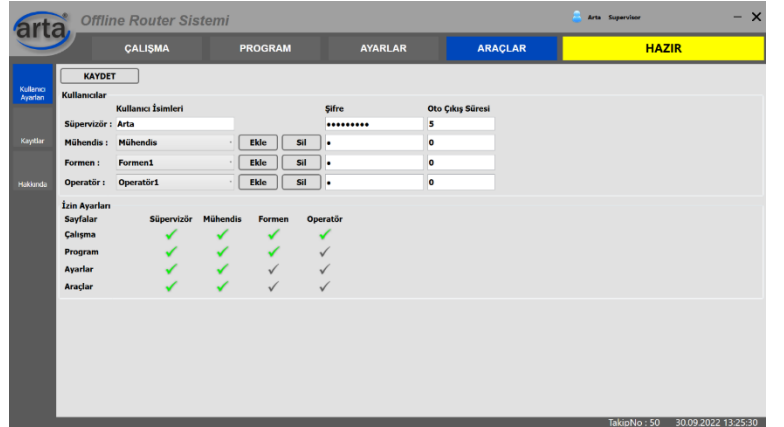 arta Offline Router Sistemi Arta Supervisor
ÇALIŞMA PROGRAM AYARLAR ARAÇLAR HAZIR
KAYDET
Kullanıcı Ayarları
Kullanıcılar
Kullanıcı İsimleri Şifre Oto Çıkış Süresi
Süpervizör : Arta ••••••••• 5
Kayıtlar
Mühendis : Mühendis Ekle Sil • 0
Formen : Formen1 Ekle Sil • 0
Hakkında
Operatör : Operatör1 Ekle Sil • 0
İzin Ayarları
Sayfalar Süpervizör Mühendis Formen Operatör
Çalışma
Program
Ayarlar
Araçlar
TakipNo : 50 30.09.2022 13:25:30